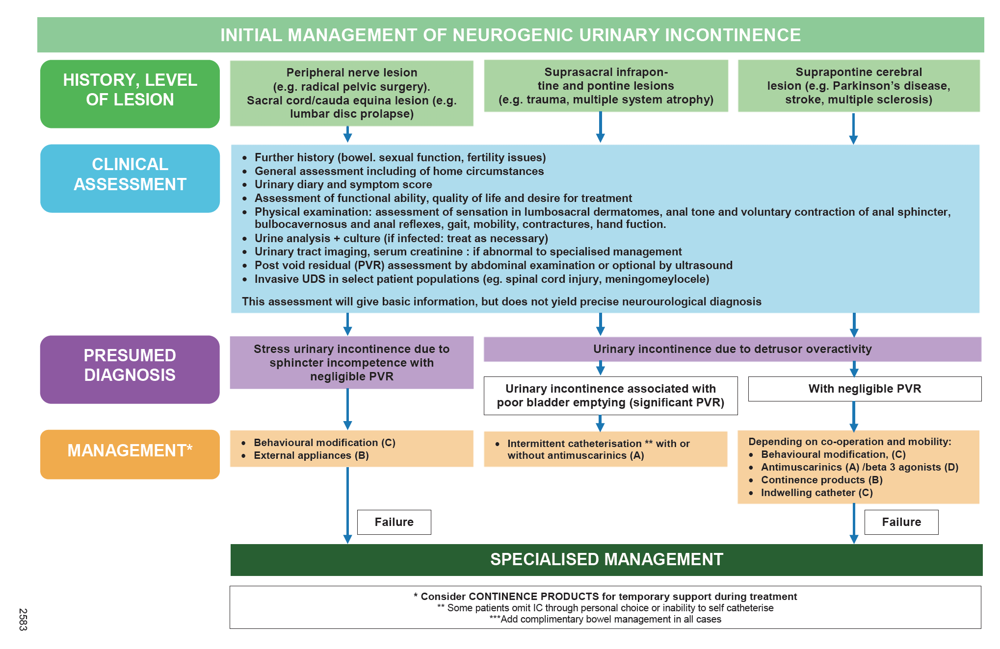 INITIAL MANAGEMENT OF NEUROGENIC URINARY INCONTINENCE
HISTORY, LEVEL
OF LESION
Peripheral nerve lesion
(e.g. radical pelvic surgery).
Sacral cord/cauda equina lesion (e.g.
lumbar disc prolapse)
Suprasacral infrapon-
tine and pontine lesions
(e.g. trauma, multiple system atrophy)
Suprapontine cerebral
lesion (e.g. Parkinson’s disease,
stroke, multiple sclerosis)
CLINICAL
ASSESSMENT
• Further history (bowel. sexual function, fertility issues)
• General assessment including of home circumstances
• Urinary diary and symptom score
• Assessment of functional ability, quality of life and desire for treatment
• Physical examination: assessment of sensation in lumbosacral dermatomes, anal tone and voluntary contraction of anal sphincter,
bulbocavernosus and anal reflexes, gait, mobility, contractures, hand fuction.
• Urine analysis + culture (if infected: treat as necessary)
• Urinary tract imaging, serum creatinine : if abnormal to specialised management
• Post void residual (PVR) assessment by abdominal examination or optional by ultrasound
• Invasive UDS in select patient populations (eg. spinal cord injury, meningomeylocele)
This assessment will give basic information, but does not yield precise neurourological diagnosis
PRESUMED
DIAGNOSIS
Stress urinary incontinence due to
sphincter incompetence with
negligible PVR
Urinary incontinence due to detrusor overactivity
Urinary incontinence associated with
poor bladder emptying (significant PVR)
With negligible PVR
MANAGEMENT*
• Behavioural modification (C)
• External appliances (B)
• Intermittent catheterisation ** with or
without antimuscarinics (A)
Depending on co-operation and mobility:
• Behavioural modification, (C)
• Antimuscarinics (A) /beta 3 agonists (D)
• Continence products (B)
• Indwelling catheter (C)
Failure
Failure
SPECIALISED MANAGEMENT
* Consider CONTINENCE PRODUCTS for temporary support during treatment
** Some patients omit IC through personal choice or inability to self catheterise
***Add complimentary bowel management in all cases
2583